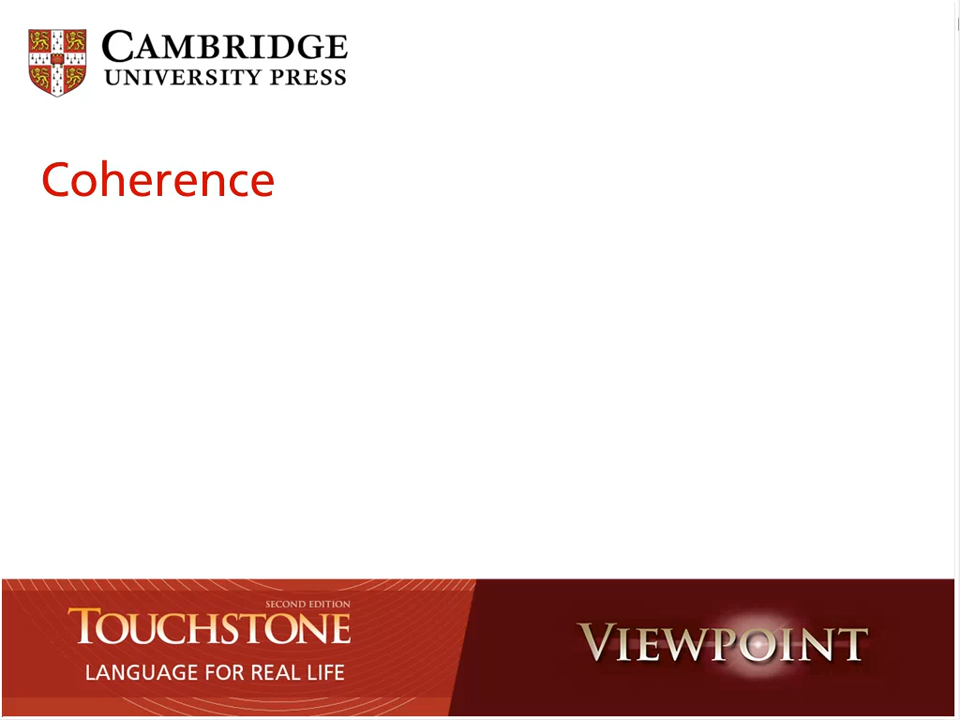 CAMBRIDGE
UNIVERSITY PRESS
Coherence
SECOND EDITION
TOUCHSTONE
LANGUAGE FOR REAL LIFE
VIEWPOINT